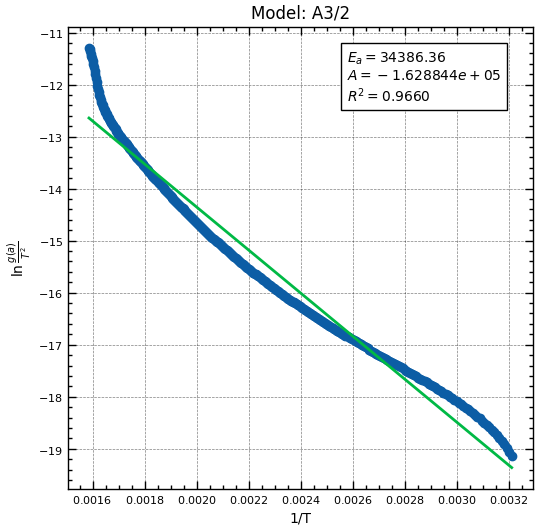 Model: A3/2
E_a = 34386.36
A = −1.628844e + 05
R² = 0.9660
ln g(a)/T²
−11
−12
−13
−14
−15
−16
−17
−18
−19
0.0016 0.0018 0.0020 0.0022 0.0024 0.0026 0.0028 0.0030 0.0032
1/T